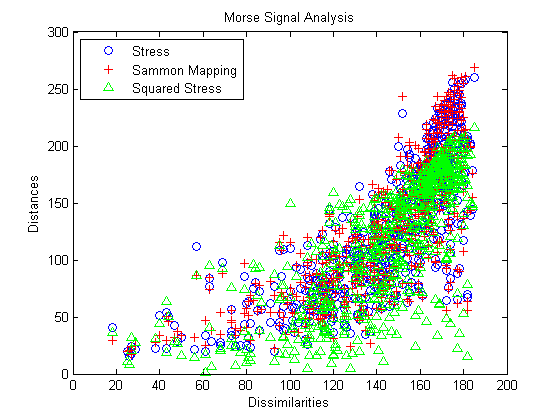 Morse Signal Analysis
300
250
200
150
100
50
0
Distances
Stress
Sammon Mapping
Squared Stress
0 20 40 60 80 100 120 140 160 180 200
Dissimilarities